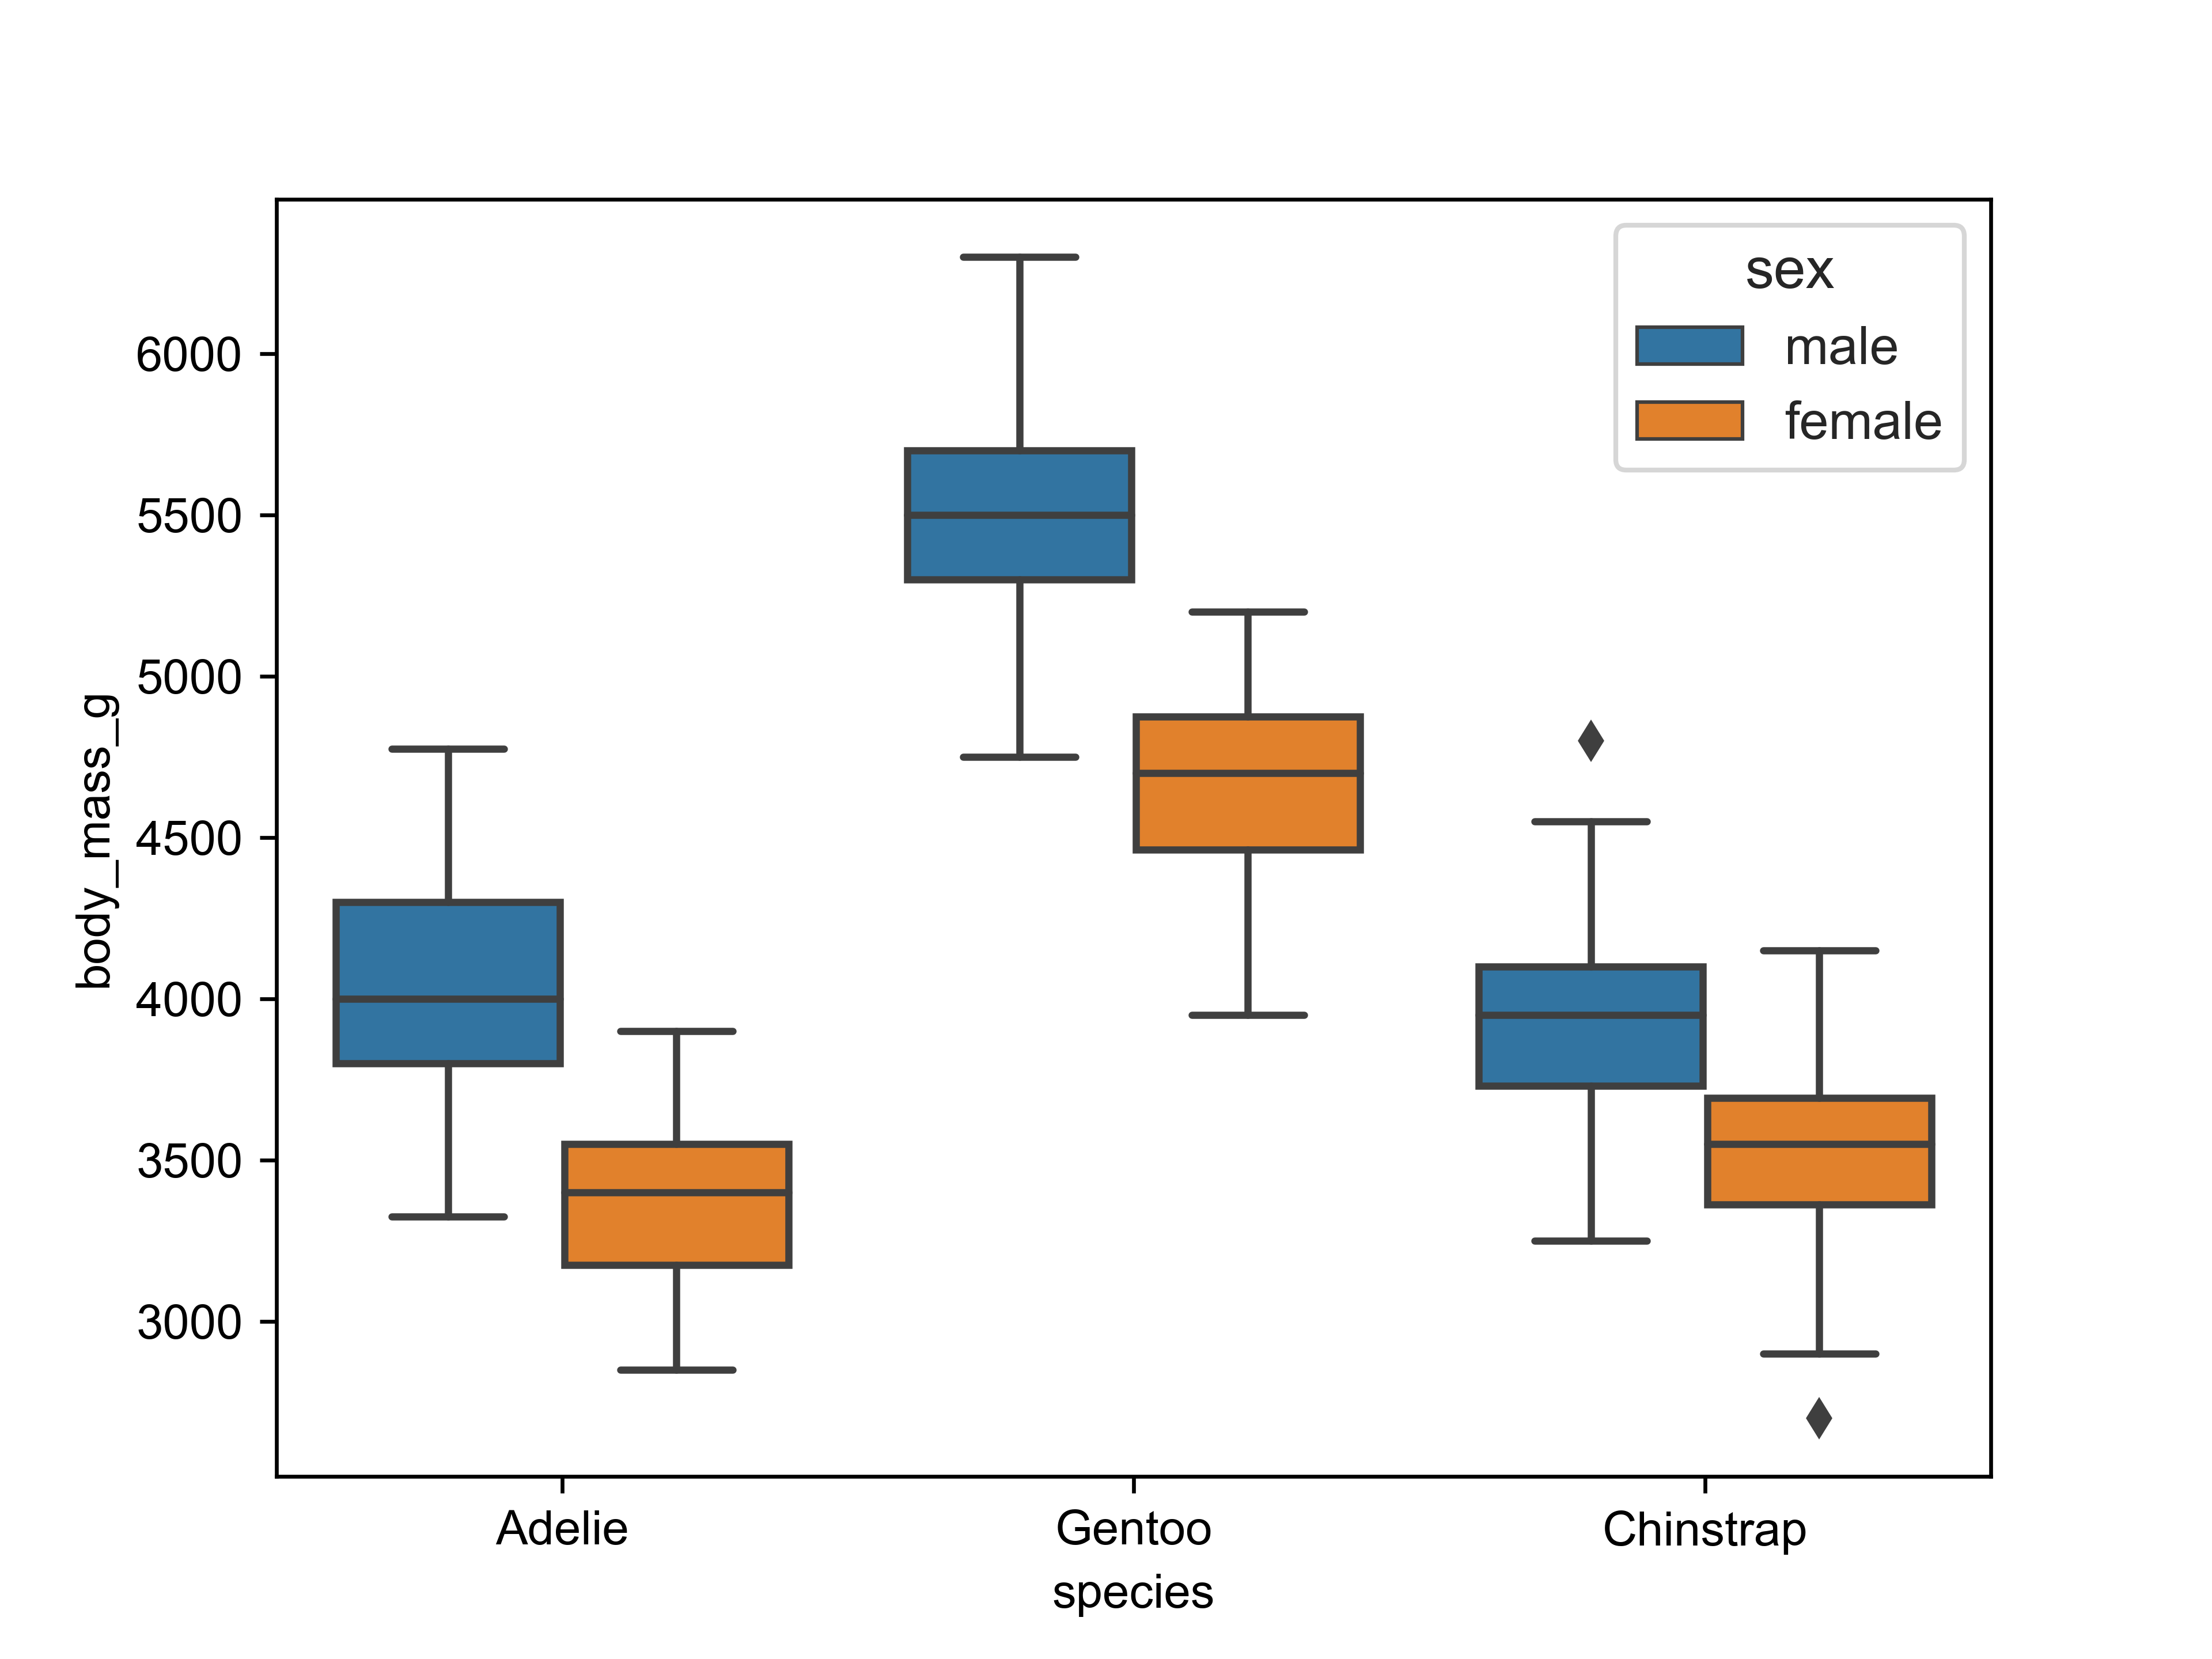 sex
male
female
6000
5500
5000
4500
4000
3500
3000
body_mass_g
Adelie
Gentoo
Chinstrap
species